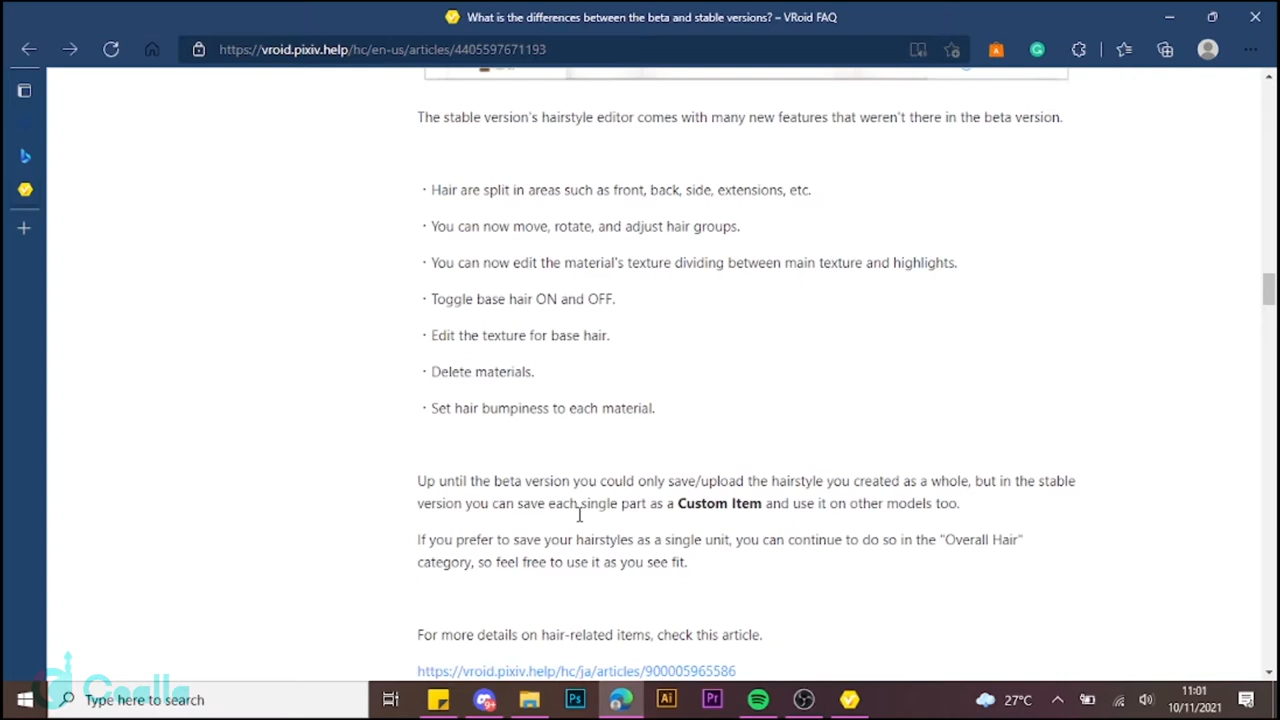 What is the differences between the beta and stable versions? – VRoid FAQ
https://vroid.pixiv.help/hc/en-us/articles/4405597671193
The stable version's hairstyle editor comes with many new features that weren't there in the beta version.
・Hair are split in areas such as front, back, side, extensions, etc.
・You can now move, rotate, and adjust hair groups.
・You can now edit the material's texture dividing between main texture and highlights.
・Toggle base hair ON and OFF.
・Edit the texture for base hair.
・Delete materials.
・Set hair bumpiness to each material.
Up until the beta version you could only save/upload the hairstyle you created as a whole, but in the stable
version you can save each single part as a Custom Item and use it on other models too.
If you prefer to save your hairstyles as a single unit, you can continue to do so in the "Overall Hair"
category, so feel free to use it as you see fit.
For more details on hair-related items, check this article.
https://vroid.pixiv.help/hc/ja/articles/900005965586
Type here to search
Ps
Ai
Pr
27°C
11:01
10/11/2021